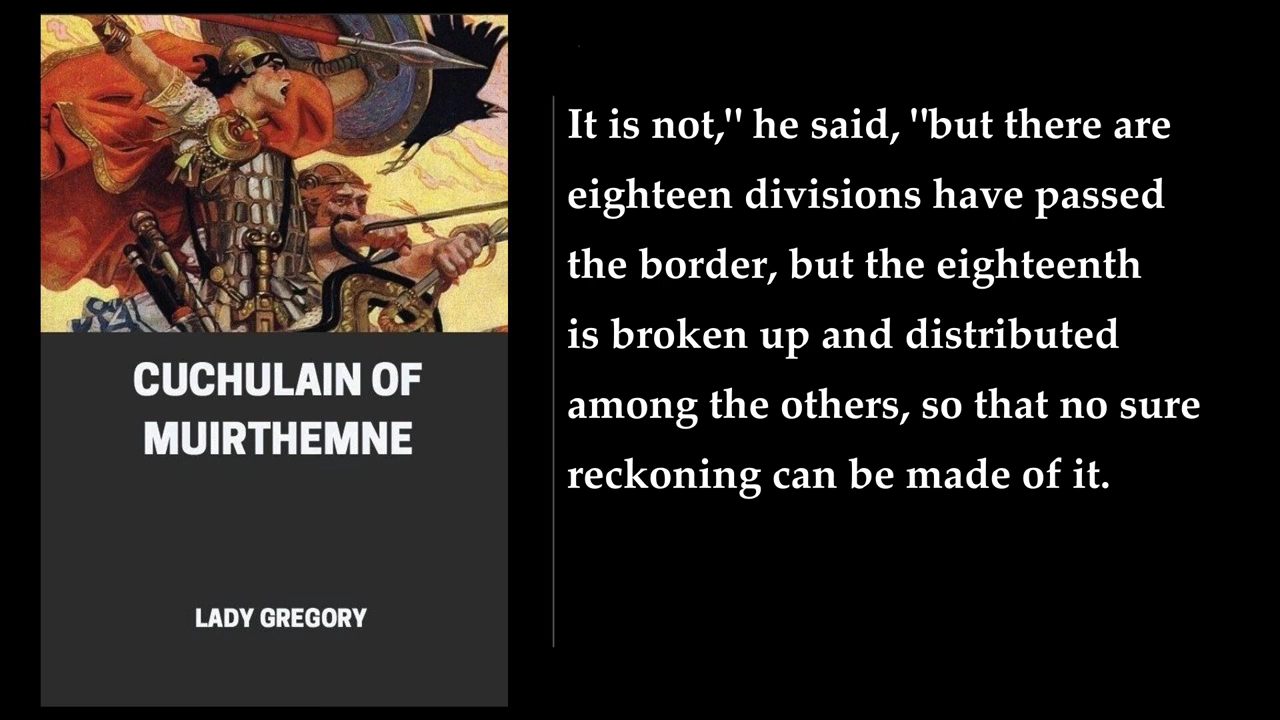 CUCHULAIN OF
MUIRTHEMNE
LADY GREGORY
It is not," he said, "but there are
eighteen divisions have passed
the border, but the eighteenth
is broken up and distributed
among the others, so that no sure
reckoning can be made of it.